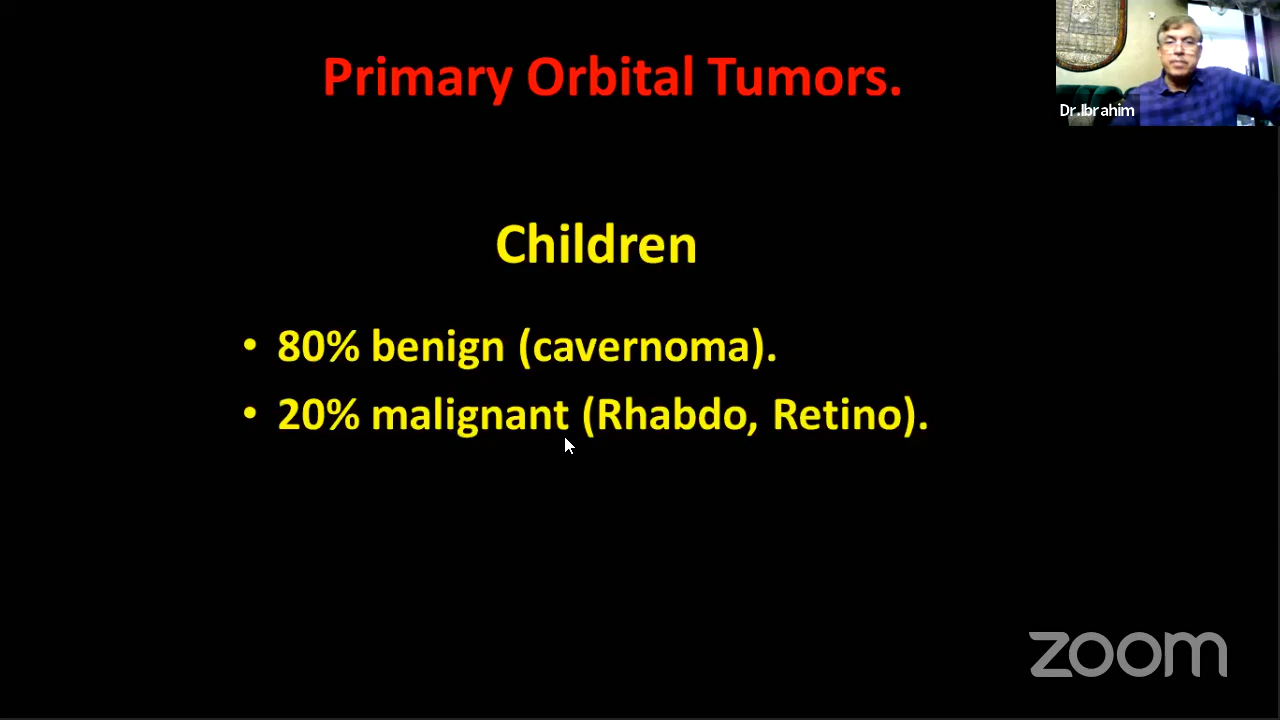 Primary Orbital Tumors.
Dr.Ibrahim
Children
• 80% benign (cavernoma).
• 20% malignant (Rhabdo, Retino).
zoom